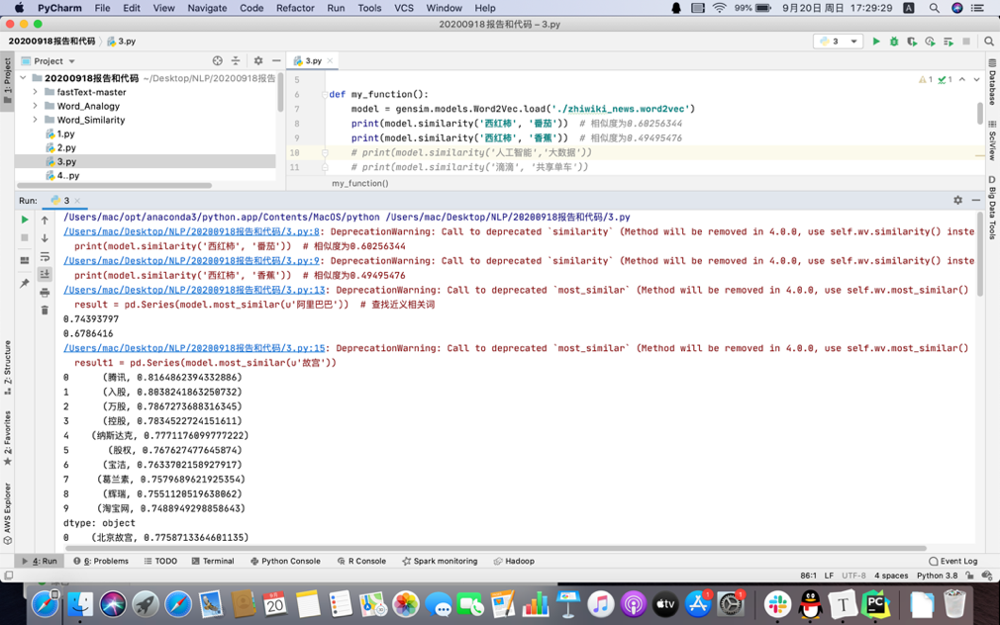 PyCharm File Edit View Navigate Code Refactor Run Tools VCS Window Help 99% 9月20日 周日 17:29:29 A
20200918报告和代码 – 3.py
20200918报告和代码 3.py 3
1: Project
Project
3.py
20200918报告和代码 ~/Desktop/NLP/20200918报告
fastText-master
Word_Analogy
Word_Similarity
1.py
2.py
3.py
4..py
5
6 def my_function():
7 model = gensim.models.Word2Vec.load('./zhiwiki_news.word2vec')
8 print(model.similarity('西红柿', '番茄')) # 相似度为0.60256344
9 print(model.similarity('西红柿', '香蕉')) # 相似度为0.49495476
10 # print(model.similarity('人工智能','大数据'))
11 # print(model.similarity('滴滴', '共享单车'))
my_function()
1 1
Database
SciView
Big Data Tools
Run: 3
/Users/mac/opt/anaconda3/python.app/Contents/MacOS/python /Users/mac/Desktop/NLP/20200918报告和代码/3.py
/Users/mac/Desktop/NLP/20200918报告和代码/3.py:8: DeprecationWarning: Call to deprecated `similarity` (Method will be removed in 4.0.0, use self.wv.similarity() inste
print(model.similarity('西红柿', '番茄')) # 相似度为0.60256344
/Users/mac/Desktop/NLP/20200918报告和代码/3.py:9: DeprecationWarning: Call to deprecated `similarity` (Method will be removed in 4.0.0, use self.wv.similarity() inste
print(model.similarity('西红柿', '香蕉')) # 相似度为0.49495476
/Users/mac/Desktop/NLP/20200918报告和代码/3.py:13: DeprecationWarning: Call to deprecated `most_similar` (Method will be removed in 4.0.0, use self.wv.most_similar()
result = pd.Series(model.most_similar(u'阿里巴巴')) # 查找近义相关词
0.74393797
0.6786416
/Users/mac/Desktop/NLP/20200918报告和代码/3.py:15: DeprecationWarning: Call to deprecated `most_similar` (Method will be removed in 4.0.0, use self.wv.most_similar()
result1 = pd.Series(model.most_similar(u'故宫'))
0 (腾讯, 0.8164862394332886)
1 (入股, 0.8038241863250732)
2 (万股, 0.7867273688316345)
3 (控股, 0.7834522724151611)
4 (纳斯达克, 0.7771176099777222)
5 (股权, 0.767627477645874)
6 (宝洁, 0.7633702158927917)
7 (葛兰素, 0.7579689621925354)
8 (辉瑞, 0.7551120519638062)
9 (淘宝网, 0.7488949298858643)
dtype: object
0 (北京故宫, 0.7758713364601135)
Z: Structure
2: Favorites
AWS Explorer
4: Run 6: Problems TODO Terminal Python Console R Console Spark monitoring Hadoop Event Log
86:1 LF UTF-8 4 spaces Python 3.8
20
tv
1
1
T
PC